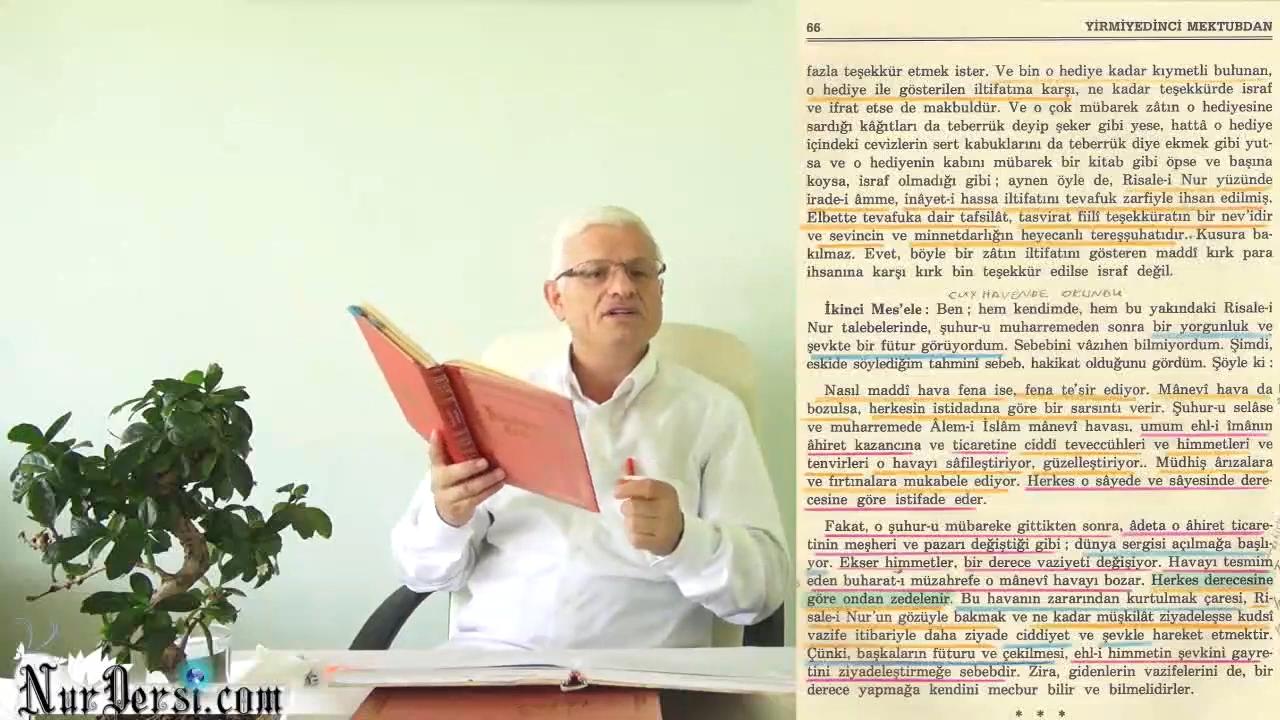 66
YİRMİYEDİNCİ MEKTUBDAN
fazla teşekkür etmek ister. Ve bin o hediye kadar kıymetli bulunan,
o hediye ile gösterilen iltifatına karşı, ne kadar teşekkürde israf
ve ifrat etse de makbuldür. Ve o çok mübarek zâtın o hediyesine
sardığı kâğıtları da teberrük deyip şeker gibi yese, hattâ o hediye
içindeki cevizlerin sert kabuklarını da teberrük diye ekmek gibi yut-
sa ve o hediyenin kabını mübarek bir kitab gibi öpse ve başına
koysa, israf olmadığı gibi; aynen öyle de, Risale-i Nur yüzünde
irade-i âmme, inâyet-i hassa iltifatını tevafuk zarfiyle ihsan edilmiş.
Elbette tevafuka dair tafsilât, tasvirat fiilî teşekküratın bir nev'idir
ve sevincin ve minnetdarlığın heyecanlı tereşşuhatıdır.. Kusura ba-
kılmaz. Evet, böyle bir zâtın iltifatını gösteren maddî kırk para
ihsanına karşı kırk bin teşekkür edilse israf değil.
CUXHAVENDE OKUNDU
İkinci Mes'ele: Ben; hem kendimde, hem bu yakındaki Risale-i
Nur talebelerinde, şuhur-u muharremeden sonra bir yorgunluk ve
şevkte bir fütur görüyordum. Sebebini vâzıhen bilmiyordum. Şimdi,
eskide söylediğim tahminî sebeb, hakikat olduğunu gördüm. Şöyle ki:
Nasıl maddî hava fena ise, fena te'sir ediyor. Mânevî hava da
bozulsa, herkesin istidadına göre bir sarsıntı verir. Şuhur-u selâse
ve muharremede Âlem-i İslâm mânevî havası, umum ehl-i îmânın
âhiret kazancına ve ticaretine ciddî teveccühleri ve himmetleri ve
tenvirleri o havayı sâfileştiriyor, güzelleştiriyor.. Müdhiş ârızalara
ve fırtınalara mukabele ediyor. Herkes o sâyede ve sâyesinde dere-
cesine göre istifade eder.
Fakat, o şuhur-u mübareke gittikten sonra, âdeta o âhiret ticare-
tinin meşheri ve pazarı değiştiği gibi; dünya sergisi açılmağa başlı-
yor. Ekser himmetler, bir derece vaziyeti değişiyor. Havayı tesmim
eden buharat-ı müzahrefe o mânevî havayı bozar. Herkes derecesine
göre ondan zedelenir. Bu havanın zararından kurtulmak çaresi, Ri-
sale-i Nur'un gözüyle bakmak ve ne kadar müşkilât ziyadeleşse kudsî
vazife itibariyle daha ziyade ciddiyet ve şevkle hareket etmektir.
Çünki, başkaların füturu ve çekilmesi, ehl-i himmetin şevkini gayre-
tini ziyadeleştirmeğe sebebdir. Zira, gidenlerin vazifelerini de, bir
derece yapmağa kendini mecbur bilir ve bilmelidirler.
* * *
NurDersi.com